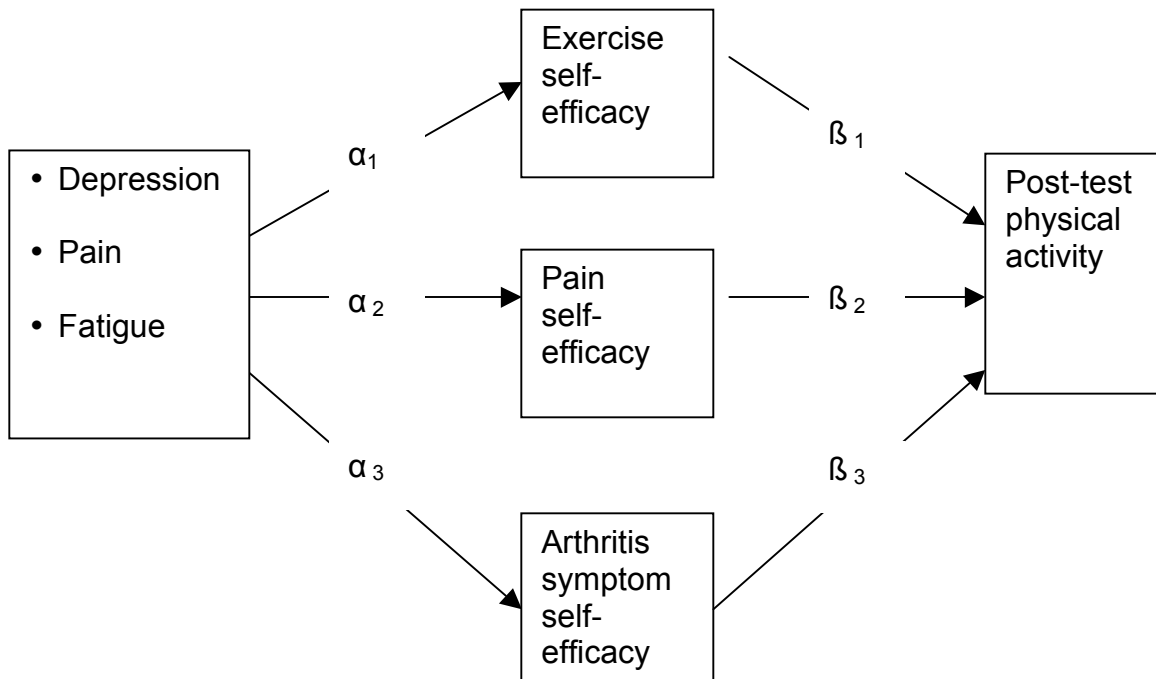 Exercise
self-
efficacy
α1
ß 1
• Depression
• Pain
• Fatigue
Post-test
physical
activity
α 2
Pain
self-
efficacy
ß 2
α 3
ß 3
Arthritis
symptom
self-
efficacy